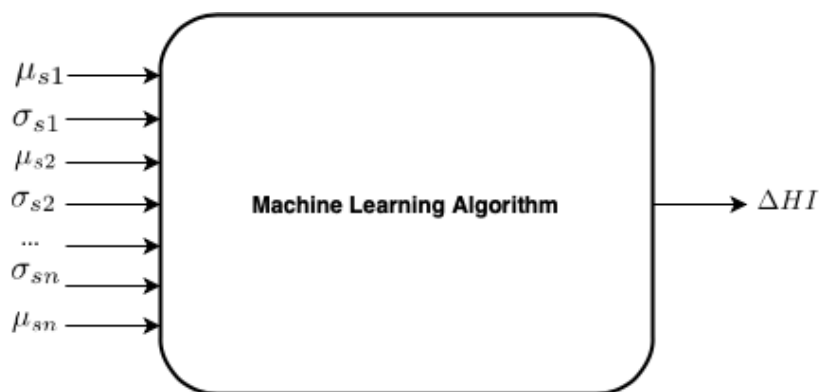 μs1
σs1
μs2
σs2
...
σsn
μsn
Machine Learning Algorithm
ΔHI